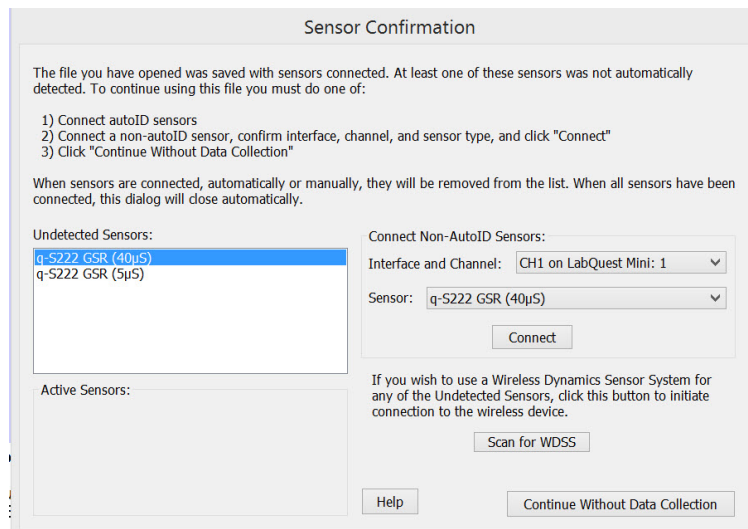 Sensor Confirmation
The file you have opened was saved with sensors connected. At least one of these sensors was not automatically
detected. To continue using this file you must do one of:
1) Connect autoID sensors
2) Connect a non-autoID sensor, confirm interface, channel, and sensor type, and click "Connect"
3) Click "Continue Without Data Collection"
When sensors are connected, automatically or manually, they will be removed from the list. When all sensors have been
connected, this dialog will close automatically.
Undetected Sensors:
q-S222 GSR (40µS)
q-S222 GSR (5µS)
Active Sensors:
Connect Non-AutoID Sensors:
Interface and Channel: CH1 on LabQuest Mini: 1
Sensor: q-S222 GSR (40µS)
Connect
If you wish to use a Wireless Dynamics Sensor System for
any of the Undetected Sensors, click this button to initiate
connection to the wireless device.
Scan for WDSS
Help
Continue Without Data Collection